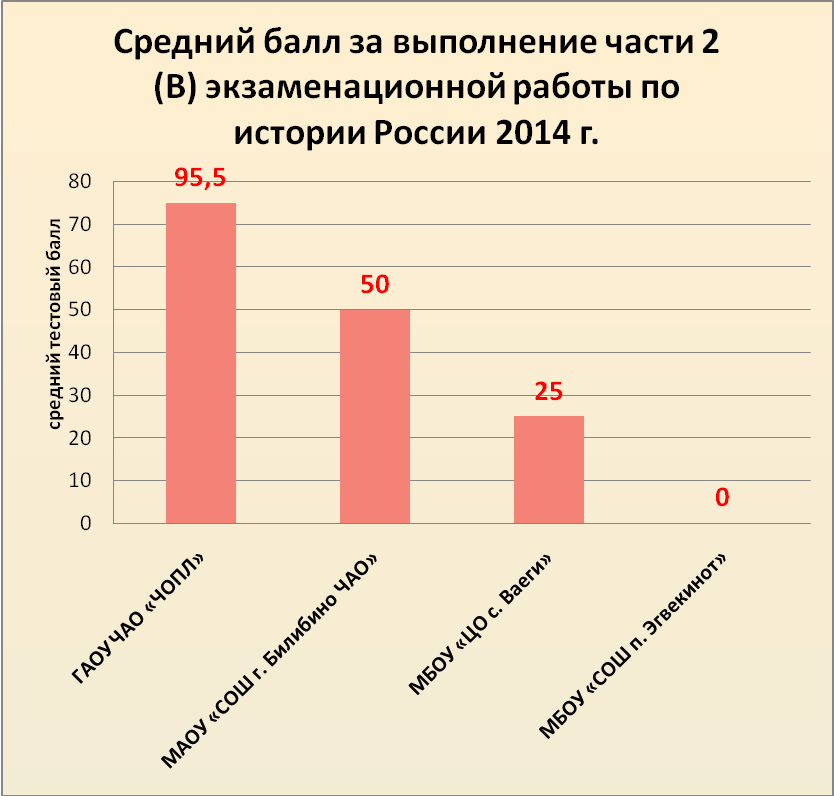 Средний балл за выполнение части 2
(В) экзаменационной работы по
истории России 2014 г.
средний тестовый балл
80
70
60
50
40
30
20
10
0
95,5
50
25
0
ГАОУ ЧАО «ЧОПЛ»
МАОУ «СОШ г. Билибино ЧАО»
МБОУ «ЦО с. Ваеги»
МБОУ «СОШ п. Эгвекинот»